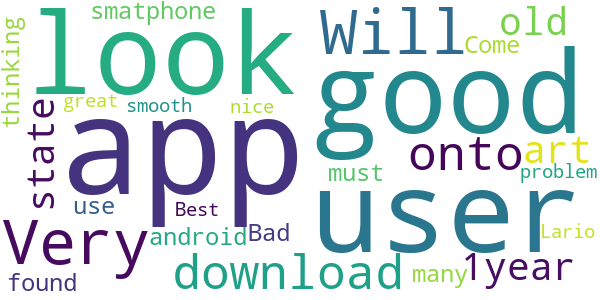 smatphone
look
Will
old
Come
thinking
great
smooth
nice
good
app
state
onto
art
must
problem
use
Best
user
Very
android
Bad
Lario
download
many
1year
found